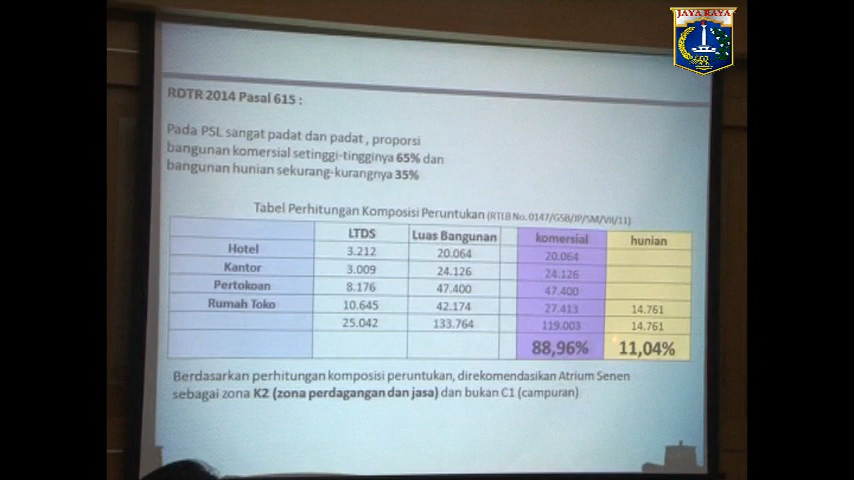 JAYA RAYA
RDTR 2014 Pasal 615 :
Pada PSL sangat padat dan padat , proporsi
bangunan komersial setinggi-tingginya 65% dan
bangunan hunian sekurang-kurangnya 35%
Tabel Perhitungan Komposisi Peruntukan (RTLB No. 0147/GSB/JP/SM/VII/11)
LTDS Luas Bangunan komersial hunian
Hotel 3.212 20.064 20.064
Kantor 3.009 24.126 24.126
Pertokoan 8.176 47.400 47.400
Rumah Toko 10.645 42.174 27.413 14.761
25.042 133.764 119.003 14.761
88,96% 11,04%
Berdasarkan perhitungan komposisi peruntukan, direkomendasikan Atrium Senen
sebagai zona K2 (zona perdagangan dan jasa) dan bukan C1 (campuran)